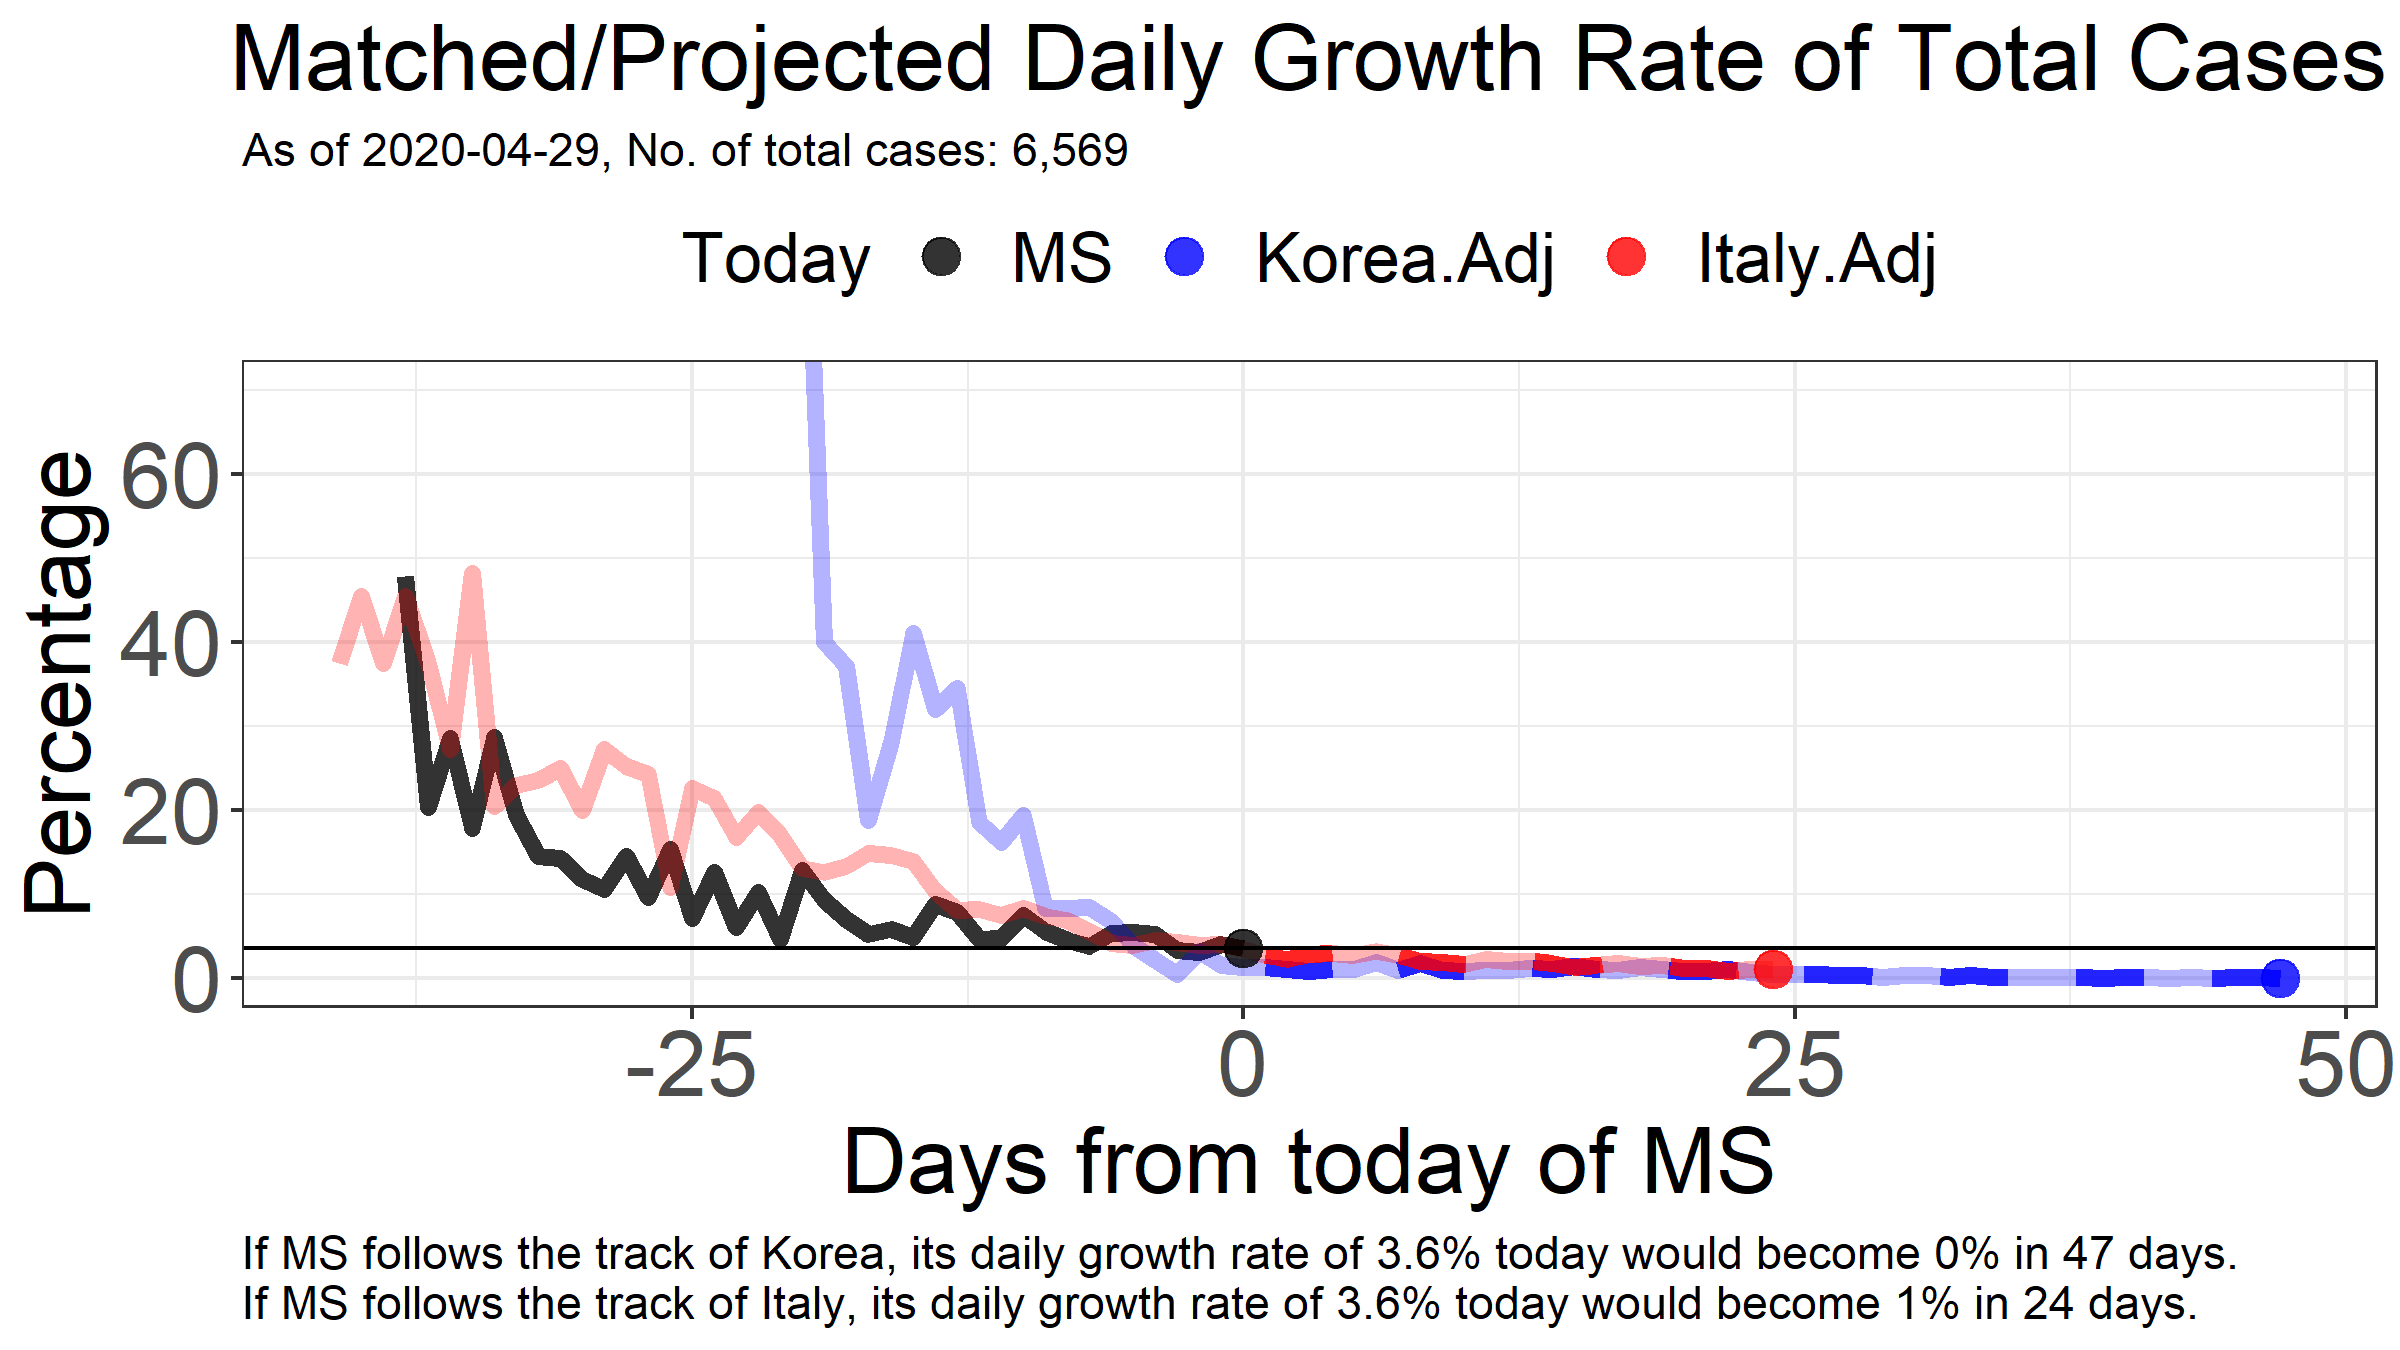 Matched/Projected Daily Growth Rate of Total Cases
As of 2020-04-29, No. of total cases: 6,569
Today MS Korea.Adj Italy.Adj
Percentage
60
40
20
0
-25 0 25 50
Days from today of MS
If MS follows the track of Korea, its daily growth rate of 3.6% today would become 0% in 47 days.
If MS follows the track of Italy, its daily growth rate of 3.6% today would become 1% in 24 days.